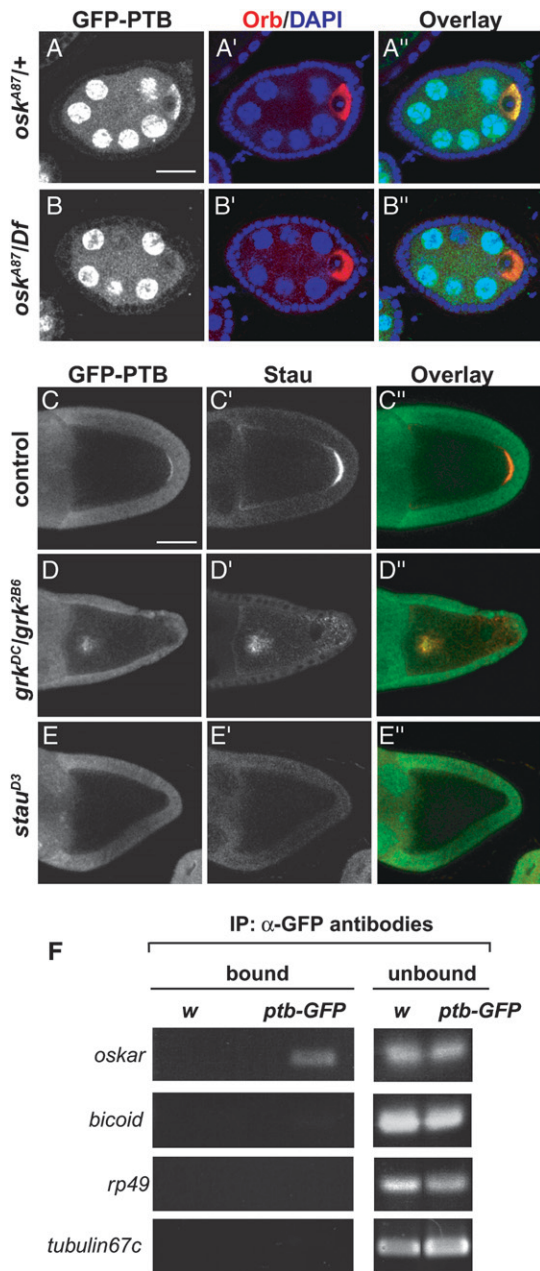 GFP-PTB Orb/DAPI Overlay
osk^A87/+ A A' A"
osk^A87/Df B B' B"
GFP-PTB Stau Overlay
control C C' C"
grk^DC/grk^2B6 D D' D"
stau^D3 E E' E"
IP: α-GFP antibodies
F
bound unbound
w ptb-GFP w ptb-GFP
oskar
bicoid
rp49
tubulin67c